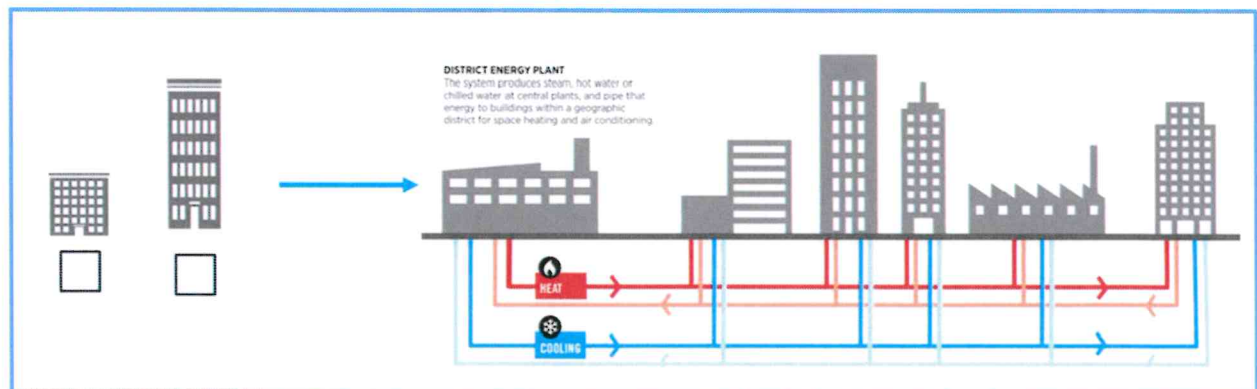 DISTRICT ENERGY PLANT
The system produces steam, hot water or
chilled water at central plants, and pipe that
energy to buildings within a geographic
district for space heating and air conditioning.
HEAT
COOLING